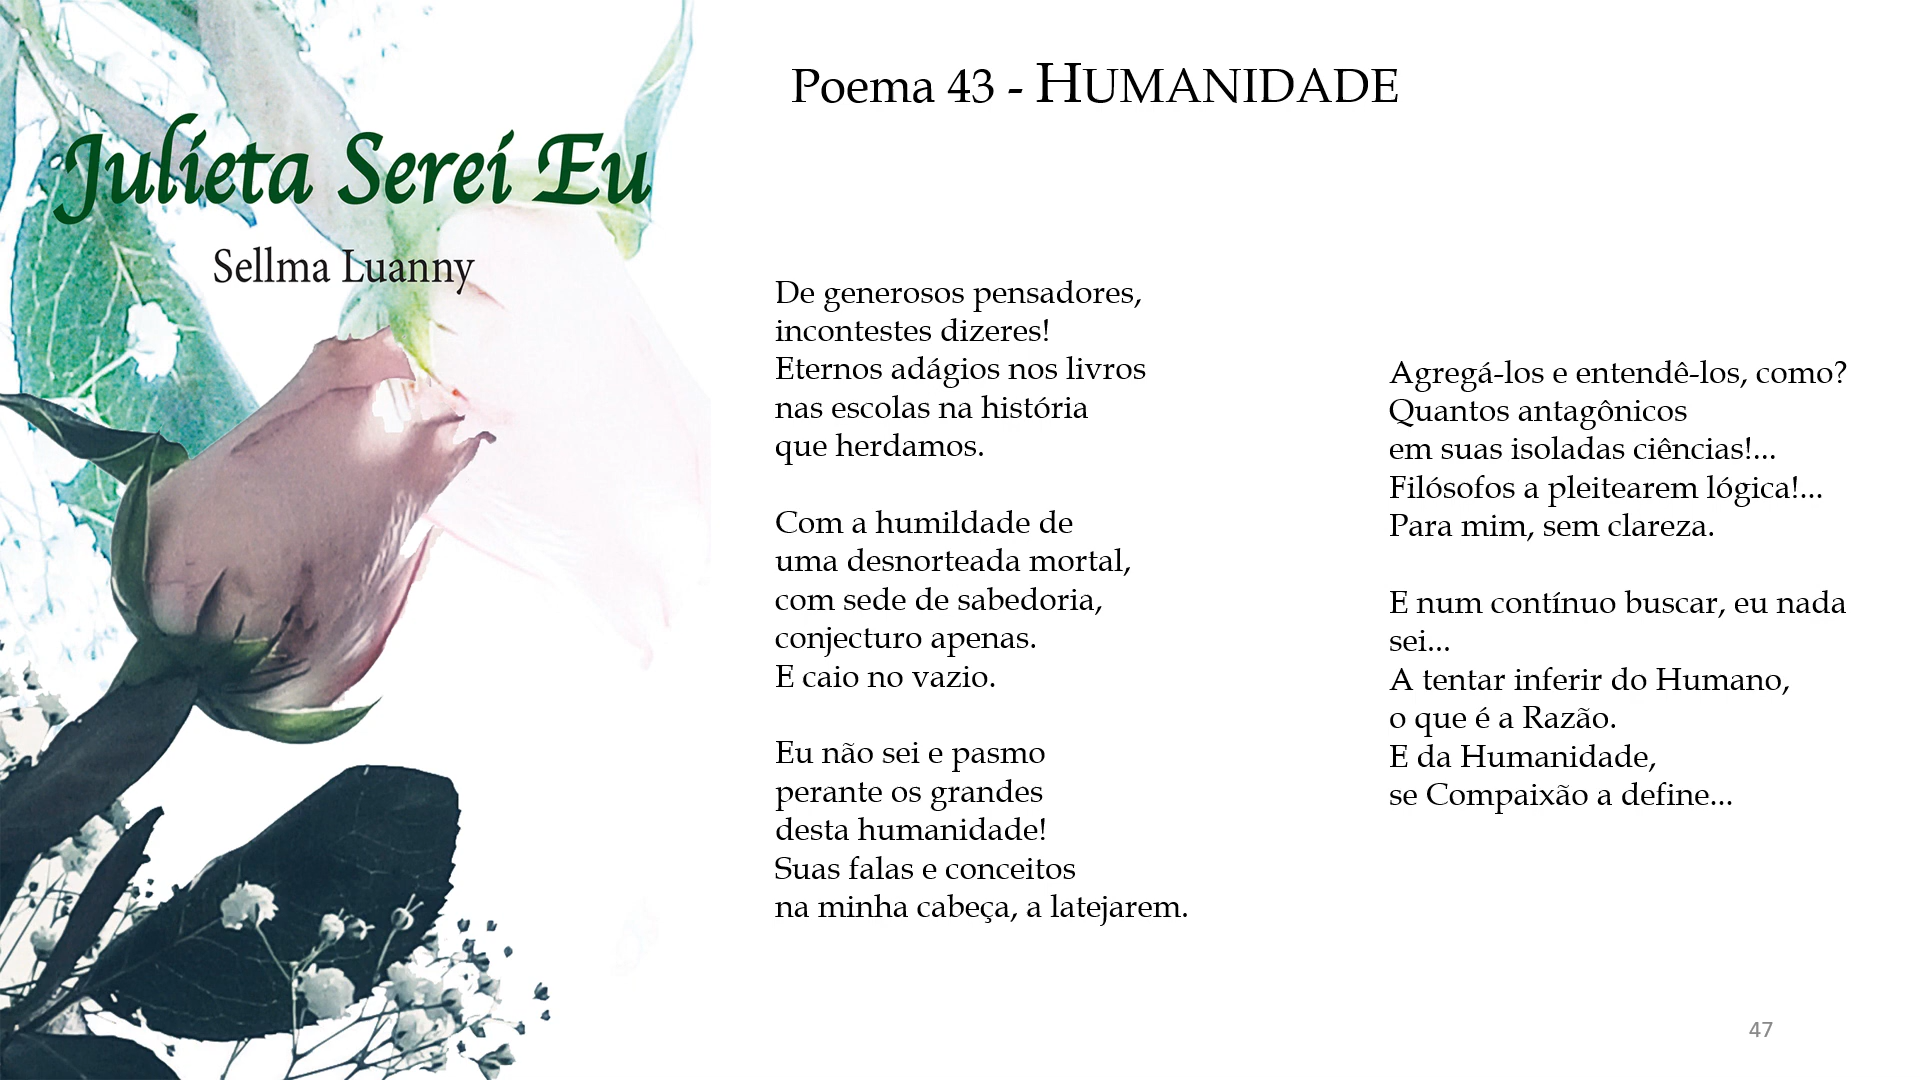 Julieta Serei Eu
Sellma Luanny
Poema 43 - HUMANIDADE
De generosos pensadores,
incontestes dizeres!
Eternos adágios nos livros
nas escolas na história
que herdamos.
Com a humildade de
uma desnorteada mortal,
com sede de sabedoria,
conjecturo apenas.
E caio no vazio.
Eu não sei e pasmo
perante os grandes
desta humanidade!
Suas falas e conceitos
na minha cabeça, a latejarem.
Agregá-los e entendê-los, como?
Quantos antagônicos
em suas isoladas ciências!...
Filósofos a pleitearem lógica!...
Para mim, sem clareza.
E num contínuo buscar, eu nada
sei...
A tentar inferir do Humano,
o que é a Razão.
E da Humanidade,
se Compaixão a define...
47